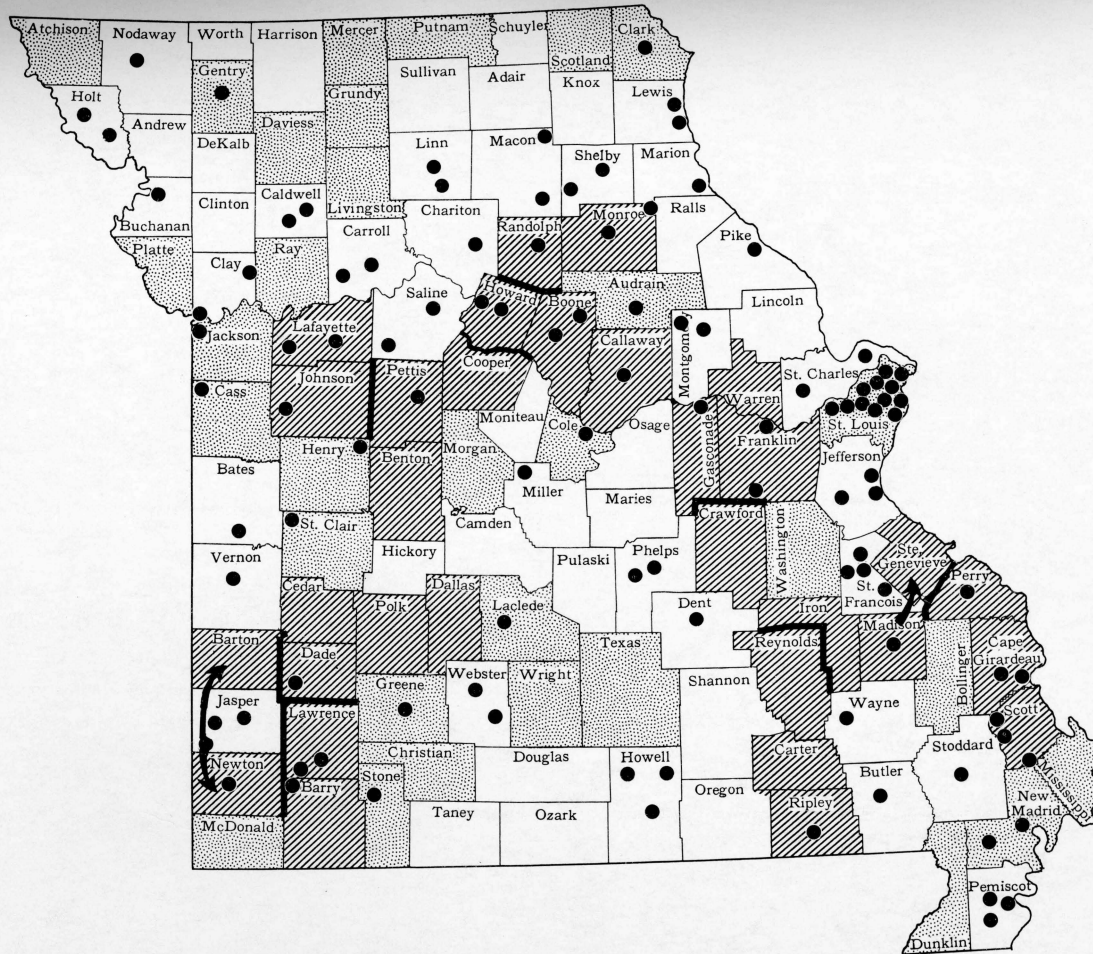 Atchison
Nodaway
Worth
Harrison
Mercer
Putnam
Schuyler
Scotland
Clark
Gentry
Sullivan
Adair
Knox
Lewis
Holt
Grundy
Andrew
Daviess
DeKalb
Linn
Macon
Shelby
Marion
Caldwell
Livingston
Chariton
Buchanan
Clinton
Randolph
Monroe
Ralls
Carroll
Pike
Platte
Clay
Ray
Audrain
Saline
Howard
Boone
Lincoln
Jackson
Lafayette
Callaway
Montgomery
Cooper
St. Charles
Cass
Johnson
Pettis
Warren
Moniteau
Cole
Osage
Gasconade
St. Louis
Franklin
Henry
Benton
Morgan
Jefferson
Bates
Miller
Maries
Crawford
Washington
St. Clair
Camden
Vernon
Hickory
Pulaski
Phelps
Ste.
Genevieve
St.
Francois
Perry
Cedar
Polk
Dallas
Laclede
Dent
Iron
Madison
Barton
Dade
Texas
Reynolds
Bollinger
Cape
Girardeau
Greene
Webster
Wright
Shannon
Jasper
Lawrence
Wayne
Scott
Christian
Douglas
Howell
Carter
Stoddard
Newton
Barry
Stone
Oregon
Butler
Mississippi
New
Madrid
McDonald
Taney
Ozark
Ripley
Pemiscot
Dunklin